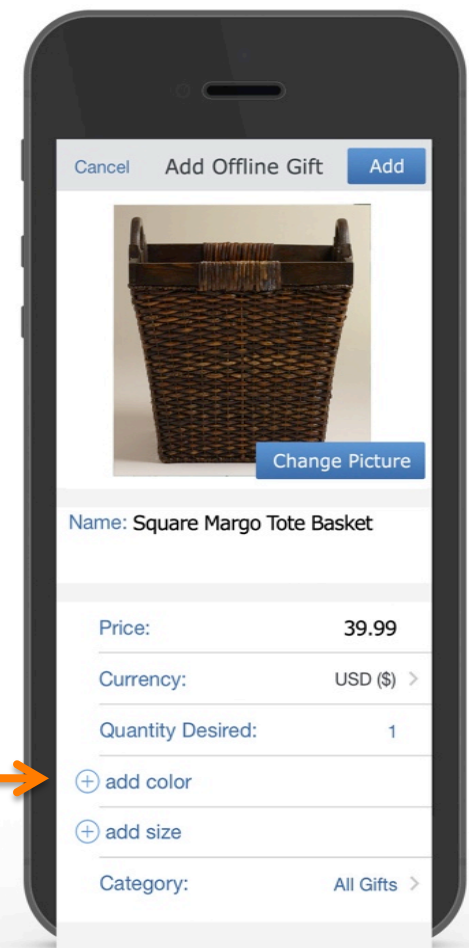 Cancel Add Offline Gift Add
Change Picture
Name: Square Margo Tote Basket
Price: 39.99
Currency: USD ($)
Quantity Desired: 1
add color
add size
Category: All Gifts